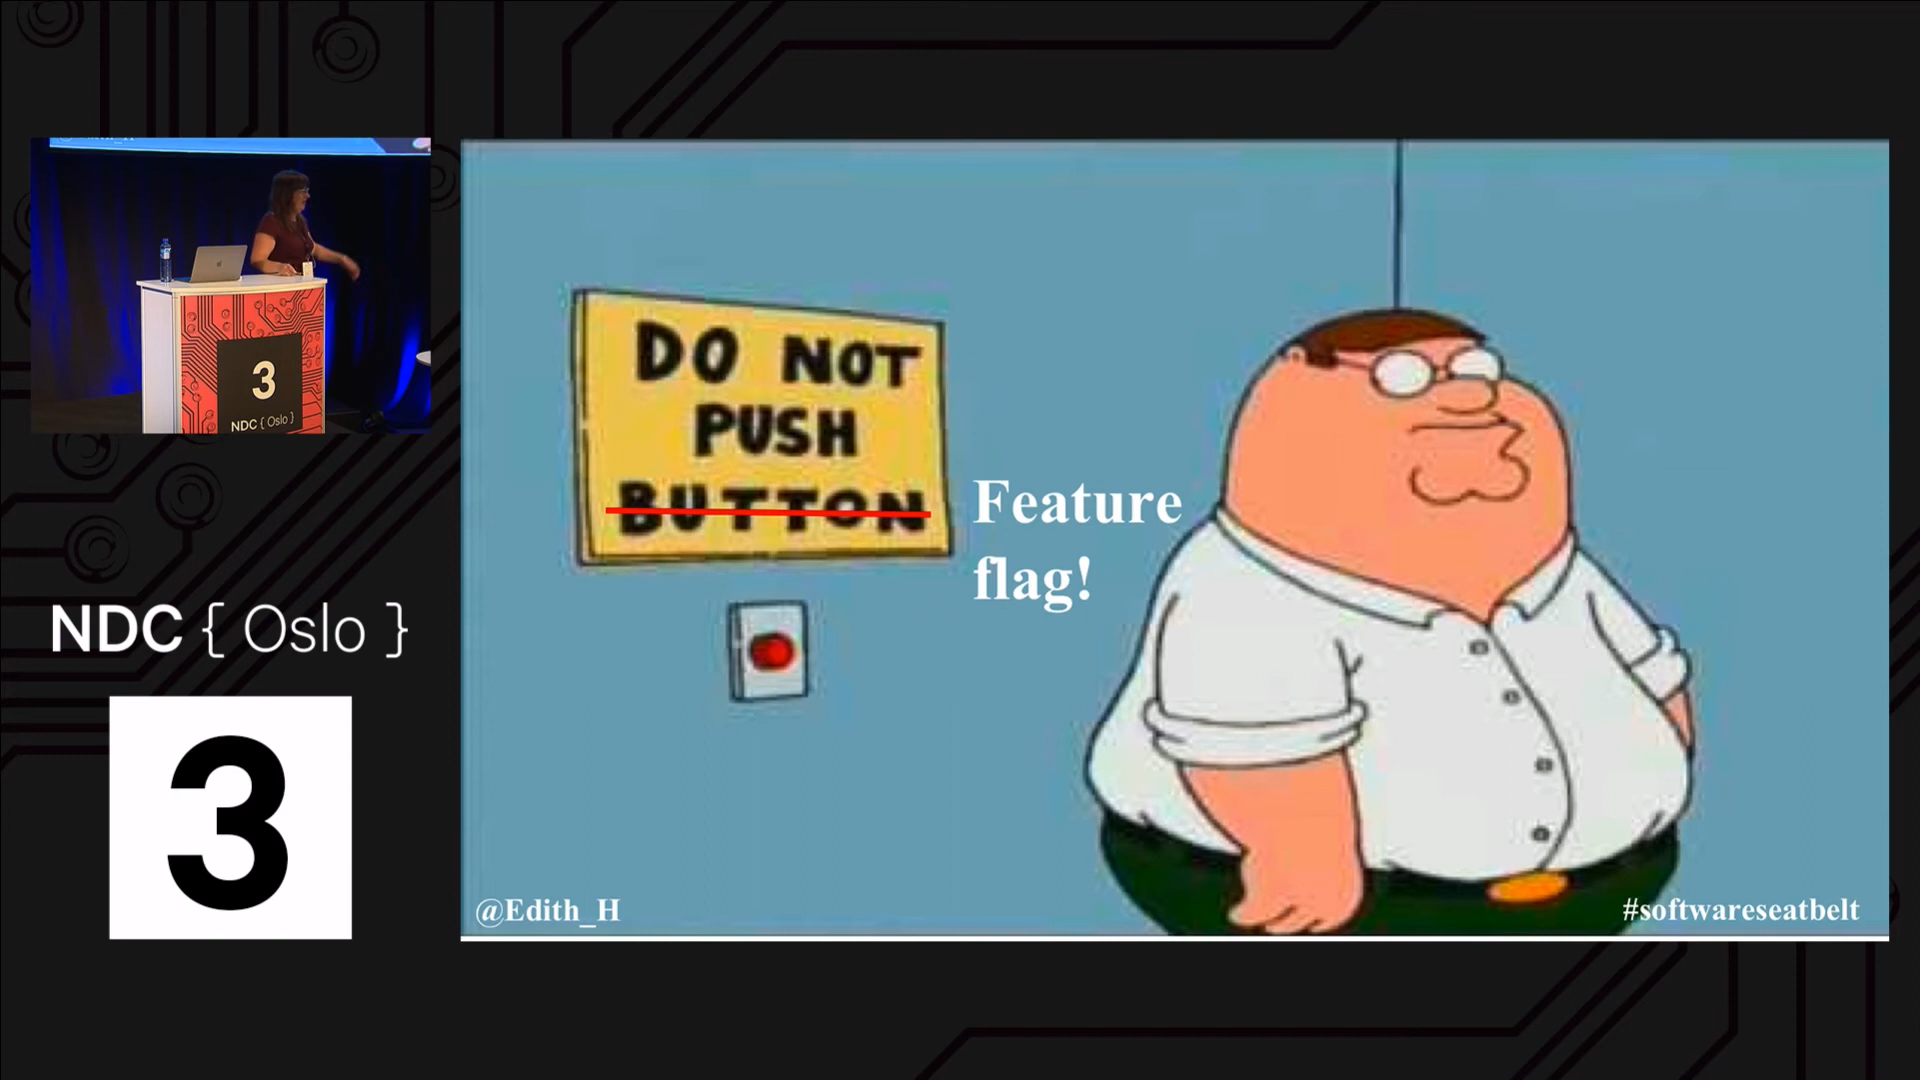 3
NDC { Oslo }
NDC { Oslo }
3
DO NOT
PUSH
BUTTON
Feature
flag!
@Edith_H
#softwareseatbelt